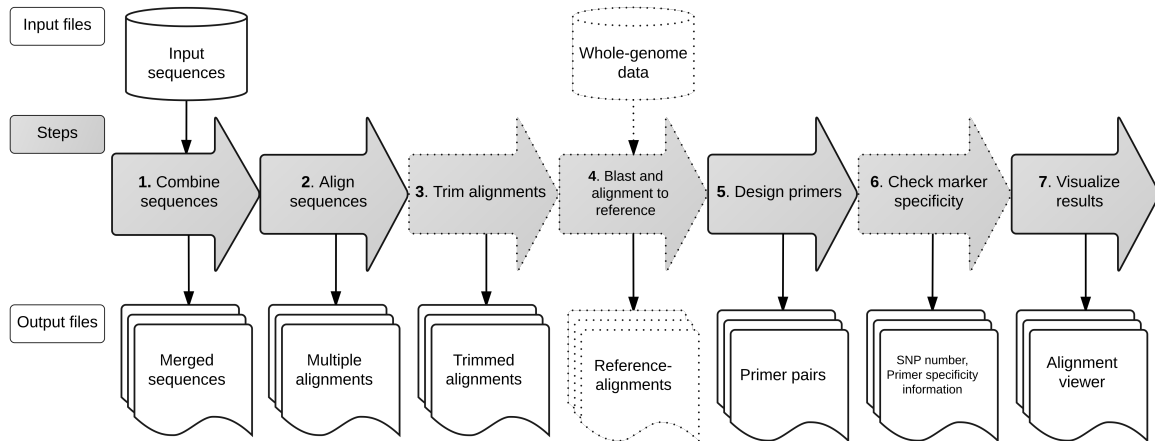 Input files
Input
sequences
Whole-genome
data
Steps
1. Combine
sequences
2. Align
sequences
3. Trim alignments
4. Blast and
alignment to
reference
5. Design primers
6. Check marker
specificity
7. Visualize
results
Output files
Merged
sequences
Multiple
alignments
Trimmed
alignments
Reference-
alignments
Primer pairs
SNP number,
Primer specificity
information
Alignment
viewer